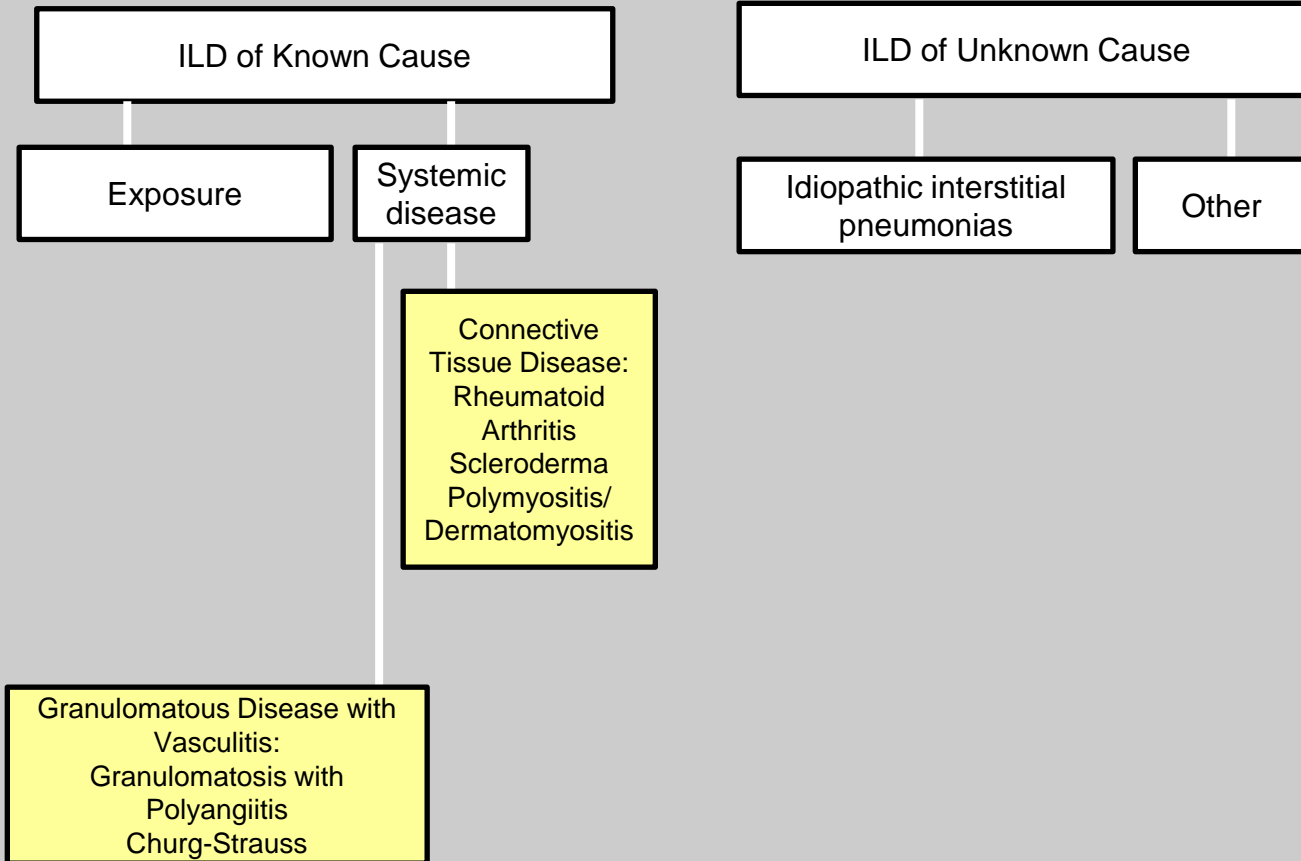 ILD of Known Cause
ILD of Unknown Cause
Exposure
Systemic
disease
Idiopathic interstitial
pneumonias
Other
Connective
Tissue Disease:
Rheumatoid
Arthritis
Scleroderma
Polymyositis/
Dermatomyositis
Granulomatous Disease with
Vasculitis:
Granulomatosis with
Polyangiitis
Churg-Strauss